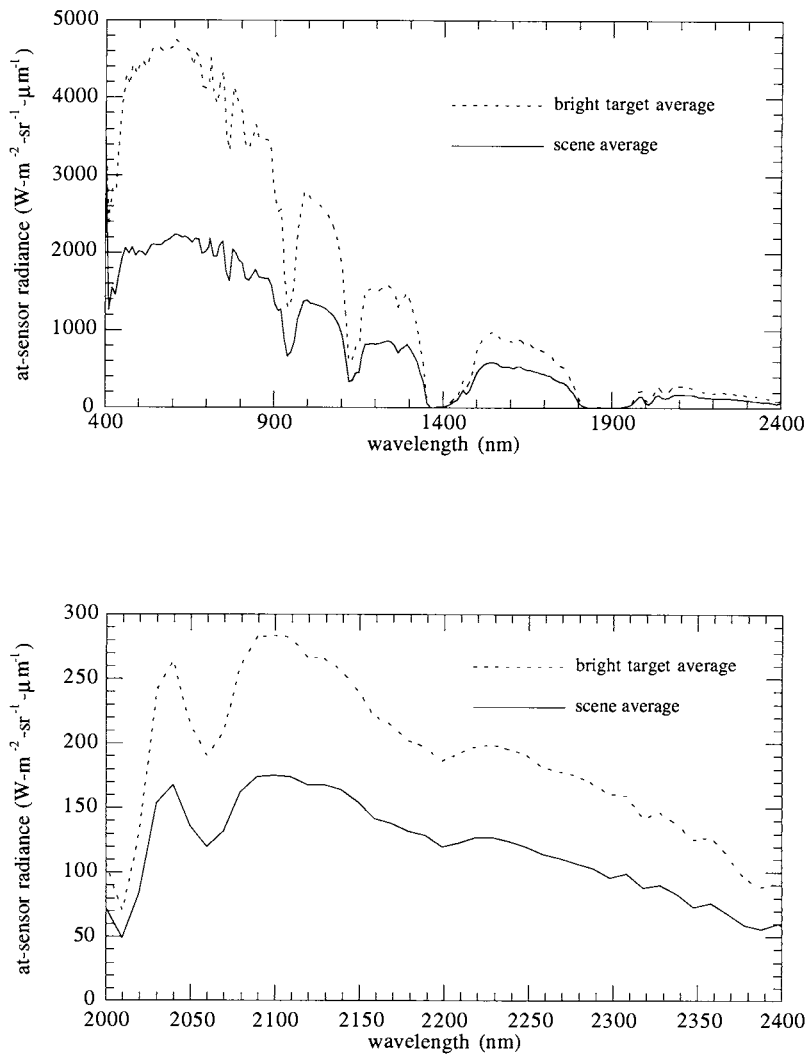 5000
4000
3000
2000
1000
0
at-sensor radiance (W-m⁻²-sr⁻¹-μm⁻¹)
bright target average
scene average
400 900 1400 1900 2400
wavelength (nm)
300
250
200
150
100
50
0
at-sensor radiance (W-m⁻²-sr⁻¹-μm⁻¹)
bright target average
scene average
2000 2050 2100 2150 2200 2250 2300 2350 2400
wavelength (nm)